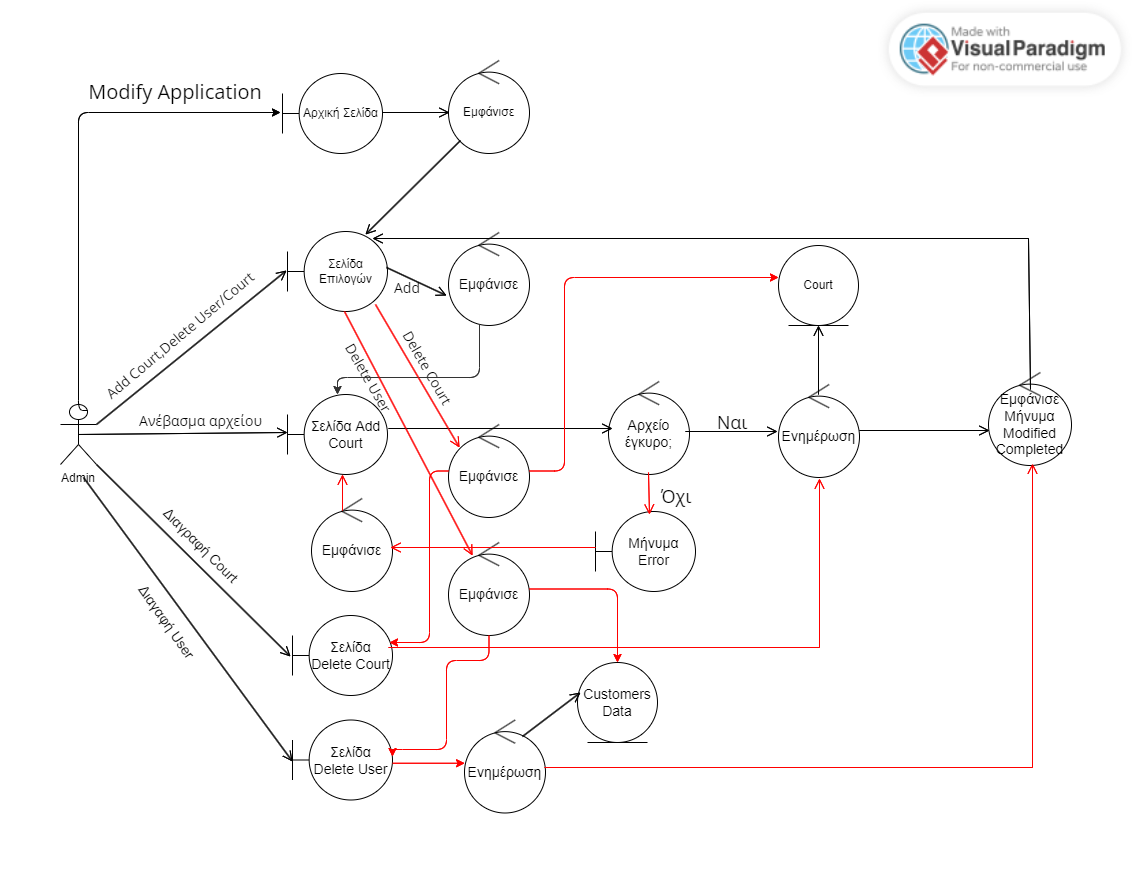 Made with
Visual Paradigm
For non-commercial use
Modify Application
Αρχική Σελίδα
Εμφάνισε
Σελίδα
Επιλογών
Add
Εμφάνισε
Court
Add Court,Delete User/Court
Delete User
Delete Court
Ανέβασμα αρχείου
Σελίδα Add
Court
Αρχείο
έγκυρο;
Ναι
Ενημέρωση
Εμφάνισε
Μήνυμα
Modified
Completed
Admin
Εμφάνισε
Όχι
Διαγραφή Court
Εμφάνισε
Μήνυμα
Error
Διαγαφή User
Εμφάνισε
Σελίδα
Delete Court
Customers
Data
Σελίδα
Delete User
Ενημέρωση